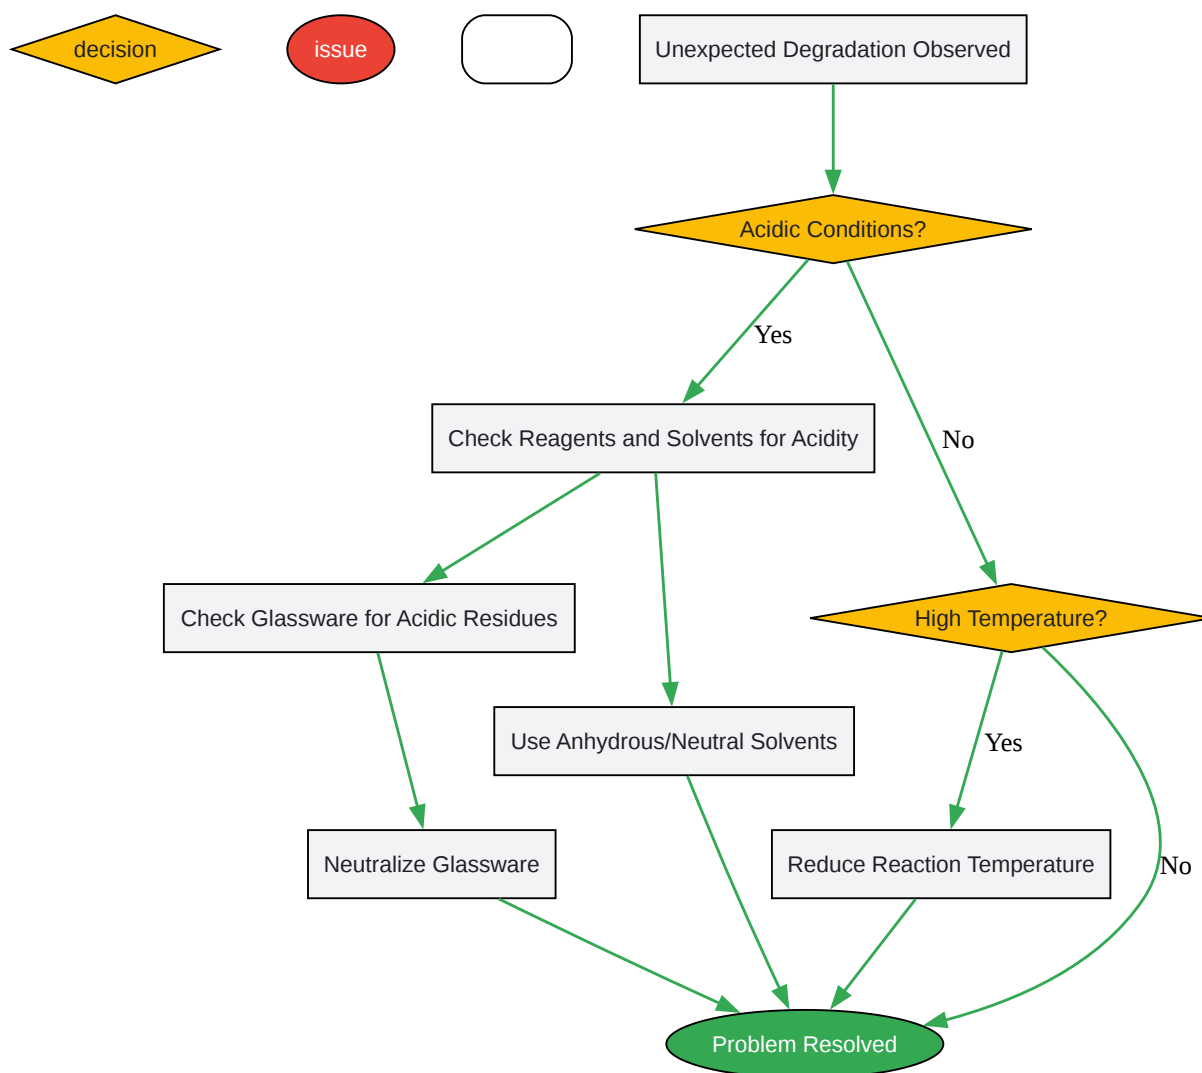 decision
issue
Unexpected Degradation Observed
Acidic Conditions?
Yes
No
Check Reagents and Solvents for Acidity
Check Glassware for Acidic Residues
High Temperature?
Use Anhydrous/Neutral Solvents
Yes
Neutralize Glassware
Reduce Reaction Temperature
No
Problem Resolved